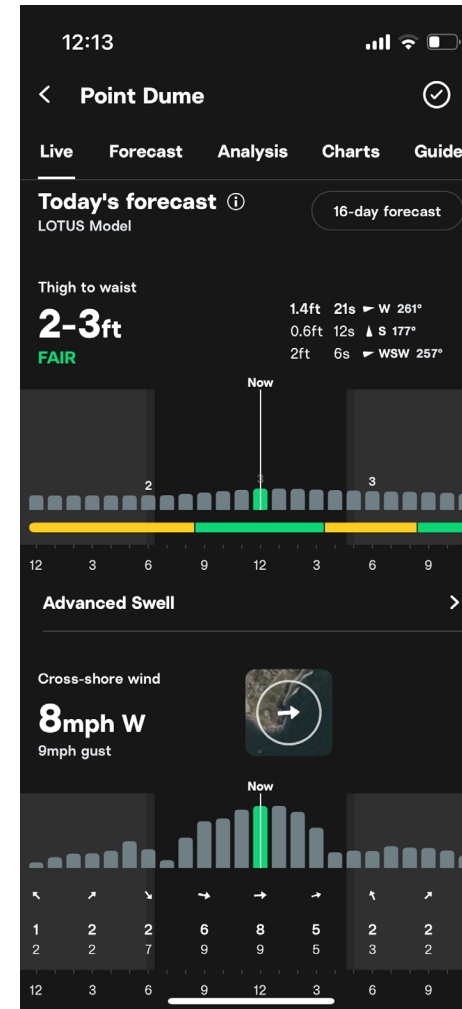 12:13
Point Dume
Live Forecast Analysis Charts Guide
Today's forecast
LOTUS Model
16-day forecast
Thigh to waist
2-3ft
FAIR
1.4ft 21s W 261°
0.6ft 12s S 177°
2ft 6s WSW 257°
Now
2 3 3
12 3 6 9 12 3 6 9
Advanced Swell
Cross-shore wind
8mph W
9mph gust
Now
1 2 2 6 8 5 2 2
2 2 7 9 9 5 3 2
12 3 6 9 12 3 6 9